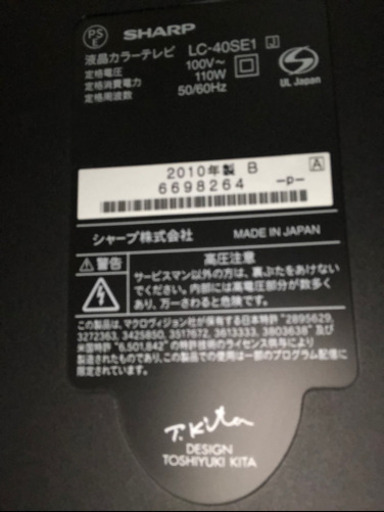 PS E
SHARP
液晶カラーテレビ LC-40SE1 J
定格電圧 100V〜
定格消費電力 110W
定格周波数 50/60Hz
UL Japan
2010年製 B A
6698264 -p-
シャープ株式会社 MADE IN JAPAN
警告 高圧注意
サービスマン以外の方は、裏ぶたをあけない
でください。内部には高電圧部分が数多く
あり、万一さわると危険です。
この製品は、マクロヴィジョン社が保有する日本特許"2895629,
3272363, 3425850, 3517672, 3613333, 3803638"及び
米国特許"6,501,842"の特許技術のライセンス供与により
製造されたものであり、この製品での使用は一部のプログラム配信に
限定されています。
T.Kita
DESIGN
TOSHIYUKI KITA